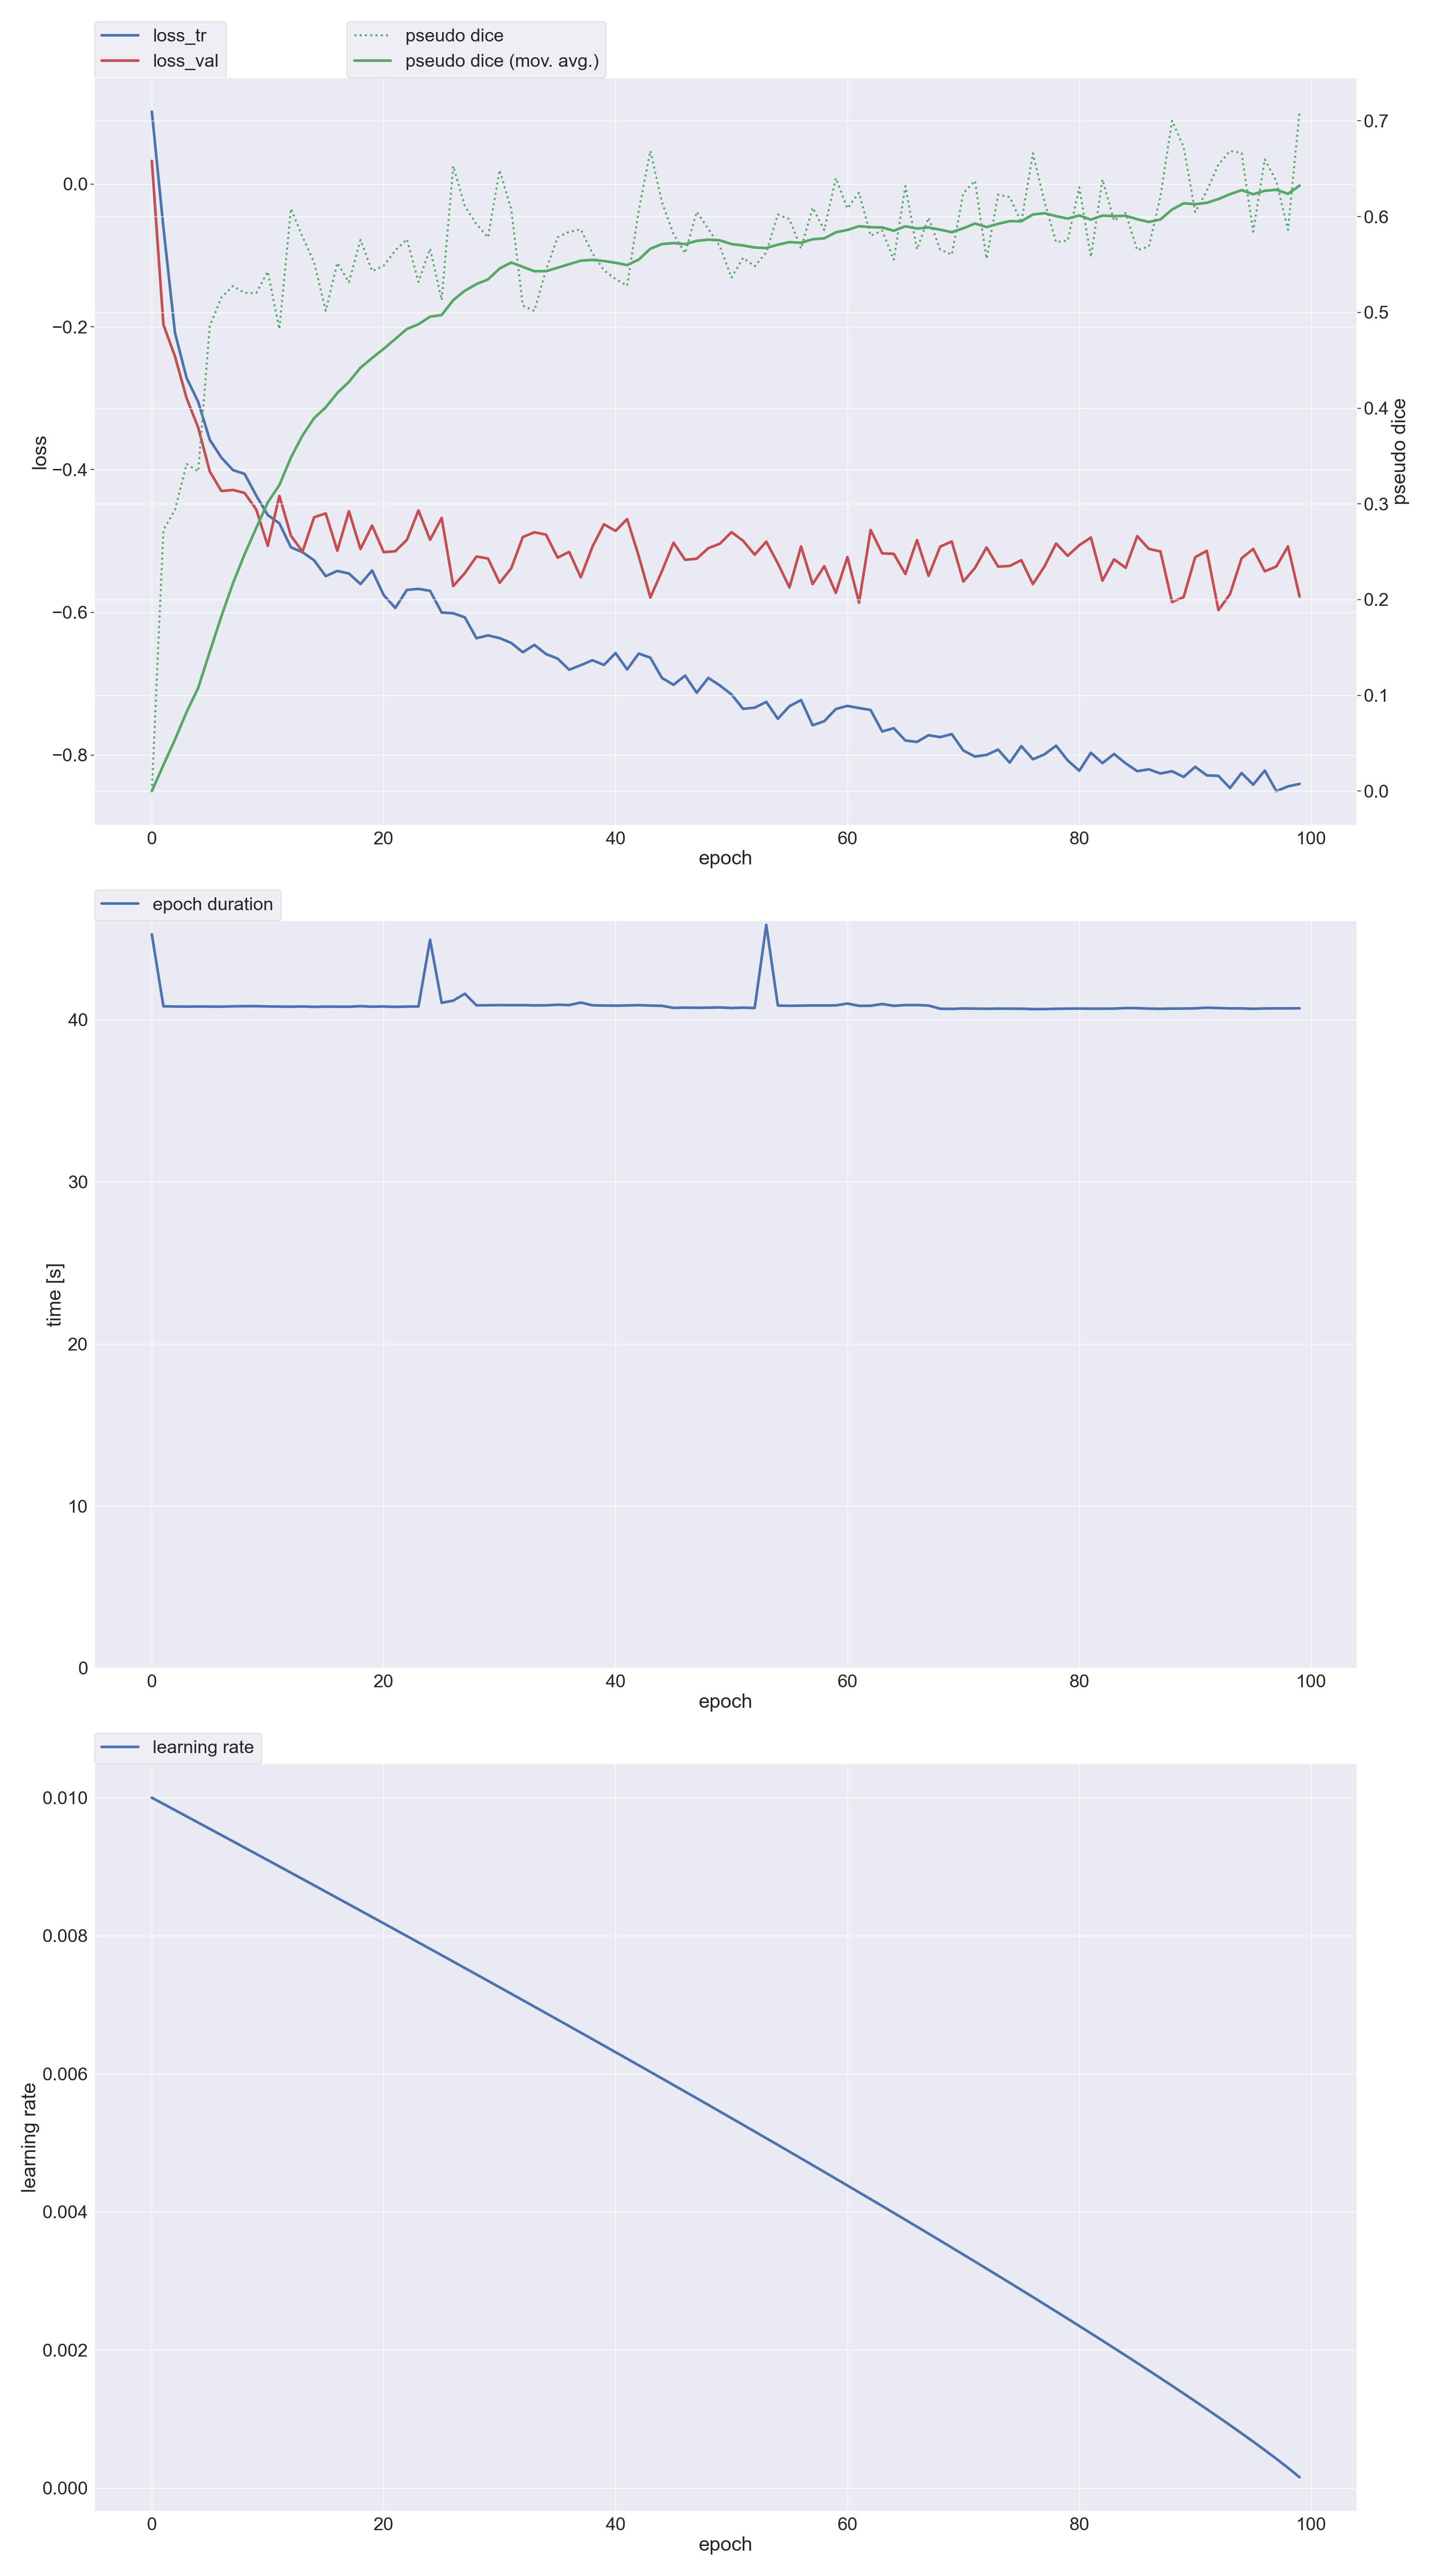 loss_tr
loss_val
pseudo dice
pseudo dice (mov. avg.)
0.0
−0.2
−0.4
−0.6
−0.8
loss
0.7
0.6
0.5
0.4
0.3
0.2
0.1
0.0
pseudo dice
0 20 40 60 80 100
epoch
epoch duration
40
30
20
10
0
time [s]
0 20 40 60 80 100
epoch
learning rate
0.010
0.008
0.006
0.004
0.002
0.000
learning rate
0 20 40 60 80 100
epoch